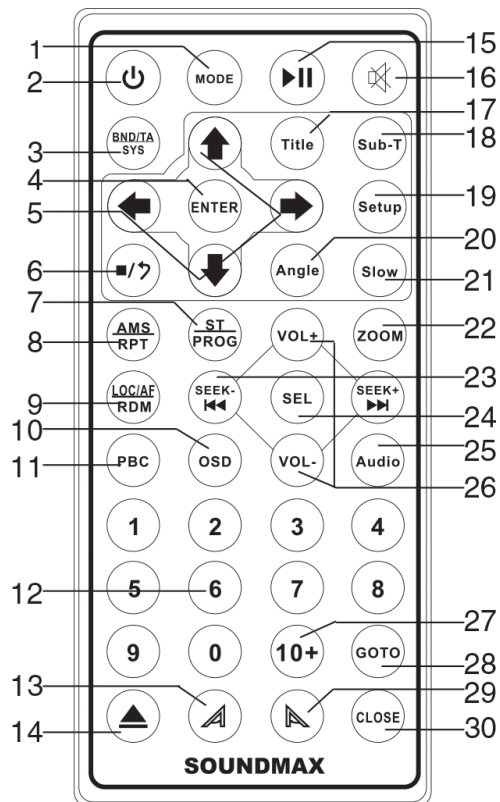 1 MODE 15
2 16
3 BND/TA SYS Title 17 Sub-T 18
4 ENTER Setup 19
5
6 ■/ Angle 20 Slow 21
7 ST PROG
8 AMS RPT VOL+ ZOOM 22
9 LOC/AF RDM SEEK- SEL SEEK+ 23
10 24
11 PBC OSD VOL- Audio 25
26
1 2 3 4
12 5 6 7 8
27
9 0 10+ GOTO 28
13 29
14 CLOSE 30
SOUNDMAX